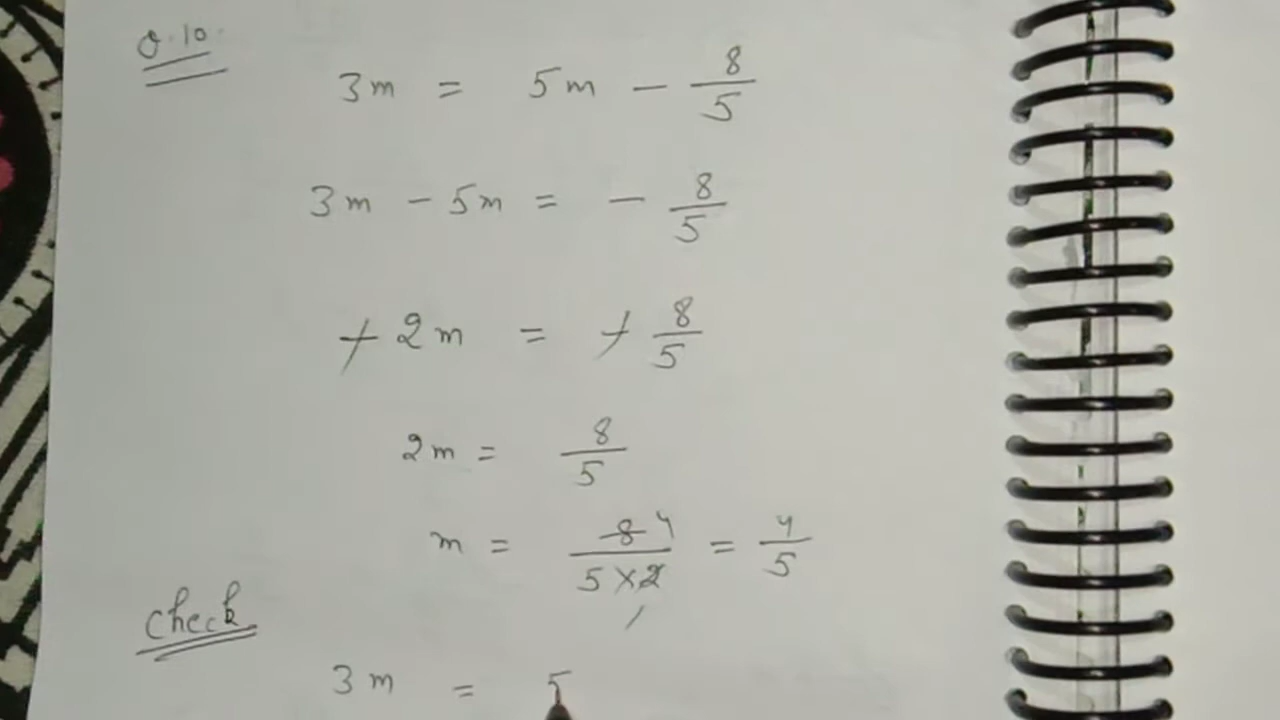 Q.10.
3m = 5m - 8/5
3m - 5m = - 8/5
+ 2m = + 8/5
2m = 8/5
m = 8 4 / 5 × 2 1 = 4/5
Check
3m = 5